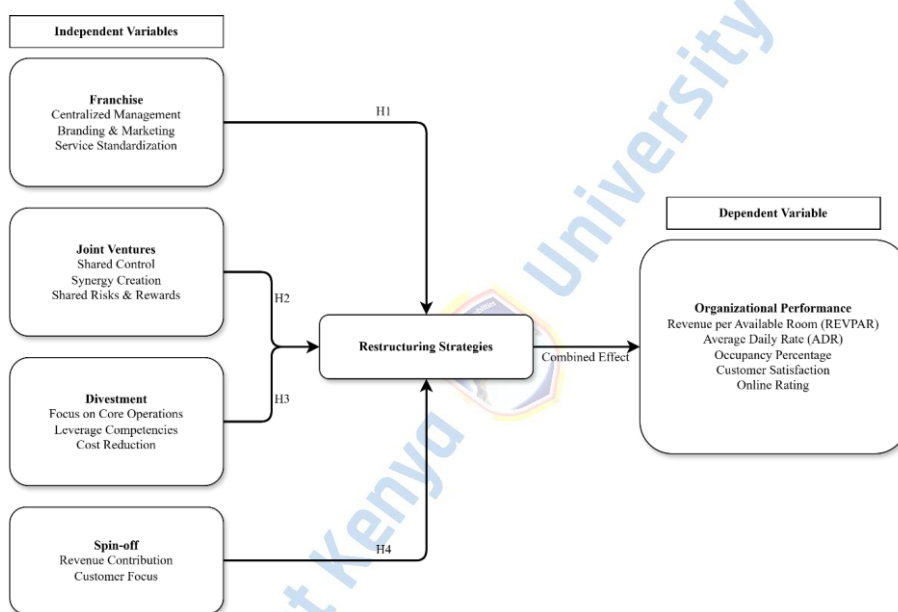 Independent Variables
Franchise
Centralized Management
Branding & Marketing
Service Standardization
H1
Joint Ventures
Shared Control
Synergy Creation
Shared Risks & Rewards
H2
Divestment
Focus on Core Operations
Leverage Competencies
Cost Reduction
H3
Spin-off
Revenue Contribution
Customer Focus
H4
Restructuring Strategies
Combined Effect
Dependent Variable
Organizational Performance
Revenue per Available Room (REVPAR)
Average Daily Rate (ADR)
Occupancy Percentage
Customer Satisfaction
Online Rating
Kenya University